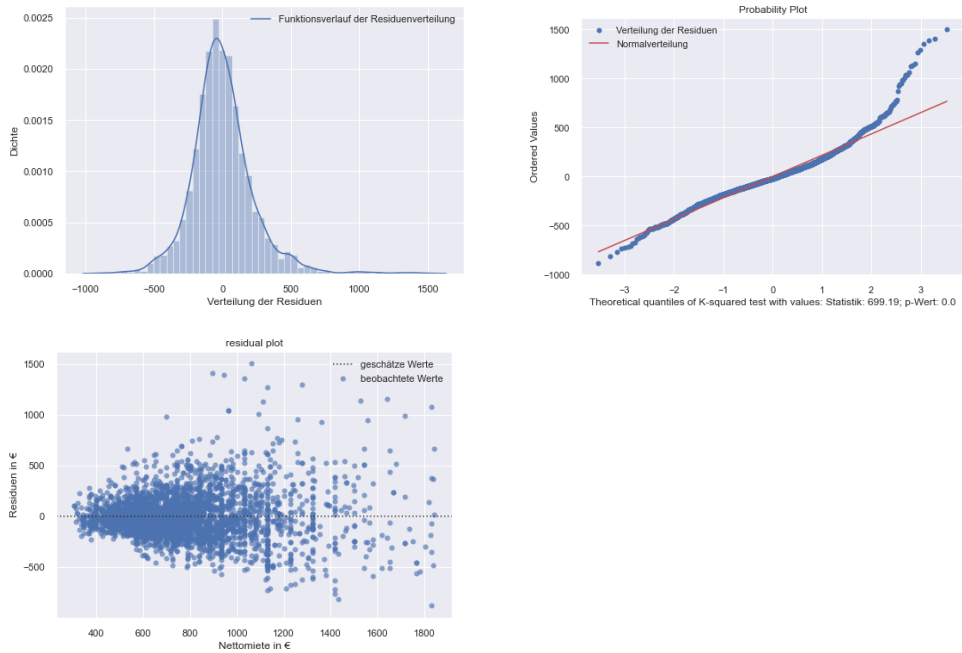 Funktionsverlauf der Residuenverteilung
0.0025
0.0020
0.0015
0.0010
0.0005
0.0000
Dichte
−1000 −500 0 500 1000 1500
Verteilung der Residuen
Probability Plot
Verteilung der Residuen
Normalverteilung
1500
1000
500
0
−500
−1000
Ordered Values
−3 −2 −1 0 1 2 3
Theoretical quantiles of K-squared test with values: Statistik: 699.19; p-Wert: 0.0
residual plot
geschätze Werte
beobachtete Werte
1500
1000
500
0
−500
Residuen in €
400 600 800 1000 1200 1400 1600 1800
Nettomiete in €